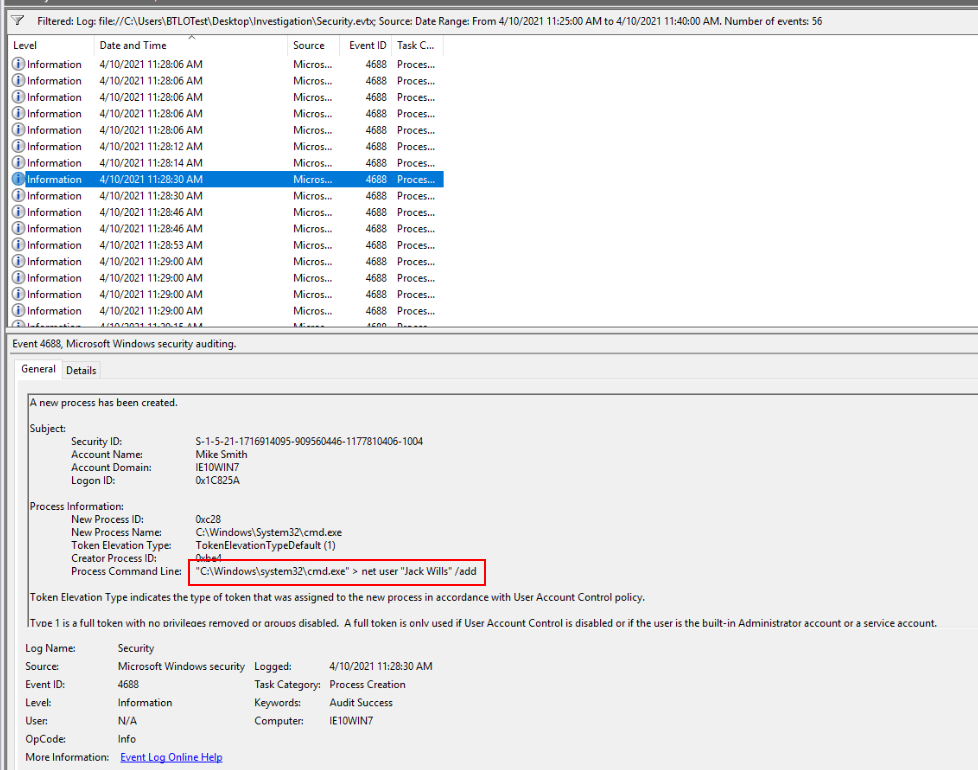 Filtered: Log: file://C:\Users\BTLOTest\Desktop\Investigation\Security.evtx; Source: Date Range: From 4/10/2021 11:25:00 AM to 4/10/2021 11:40:00 AM. Number of events: 56
Level Date and Time Source Event ID Task C...
Information 4/10/2021 11:28:06 AM Micros... 4688 Proces...
Information 4/10/2021 11:28:06 AM Micros... 4688 Proces...
Information 4/10/2021 11:28:06 AM Micros... 4688 Proces...
Information 4/10/2021 11:28:06 AM Micros... 4688 Proces...
Information 4/10/2021 11:28:06 AM Micros... 4688 Proces...
Information 4/10/2021 11:28:12 AM Micros... 4688 Proces...
Information 4/10/2021 11:28:14 AM Micros... 4688 Proces...
Information 4/10/2021 11:28:30 AM Micros... 4688 Proces...
Information 4/10/2021 11:28:30 AM Micros... 4688 Proces...
Information 4/10/2021 11:28:46 AM Micros... 4688 Proces...
Information 4/10/2021 11:28:46 AM Micros... 4688 Proces...
Information 4/10/2021 11:28:53 AM Micros... 4688 Proces...
Information 4/10/2021 11:29:00 AM Micros... 4688 Proces...
Information 4/10/2021 11:29:00 AM Micros... 4688 Proces...
Information 4/10/2021 11:29:00 AM Micros... 4688 Proces...
Information 4/10/2021 11:29:00 AM Micros... 4688 Proces...
Information 4/10/2021 11:29:15 AM Micros... 4688 Proces...
Event 4688, Microsoft Windows security auditing.
General Details
A new process has been created.
Subject:
Security ID: S-1-5-21-1716914095-909560446-1177810406-1004
Account Name: Mike Smith
Account Domain: IE10WIN7
Logon ID: 0x1C825A
Process Information:
New Process ID: 0xc28
New Process Name: C:\Windows\System32\cmd.exe
Token Elevation Type: TokenElevationTypeDefault (1)
Creator Process ID: 0xbe4
Process Command Line: "C:\Windows\system32\cmd.exe" > net user "Jack Wills" /add
Token Elevation Type indicates the type of token that was assigned to the new process in accordance with User Account Control policy.
Type 1 is a full token with no privileges removed or groups disabled. A full token is only used if User Account Control is disabled or if the user is the built-in Administrator account or a service account.
Log Name: Security
Source: Microsoft Windows security Logged: 4/10/2021 11:28:30 AM
Event ID: 4688 Task Category: Process Creation
Level: Information Keywords: Audit Success
User: N/A Computer: IE10WIN7
OpCode: Info
More Information: Event Log Online Help